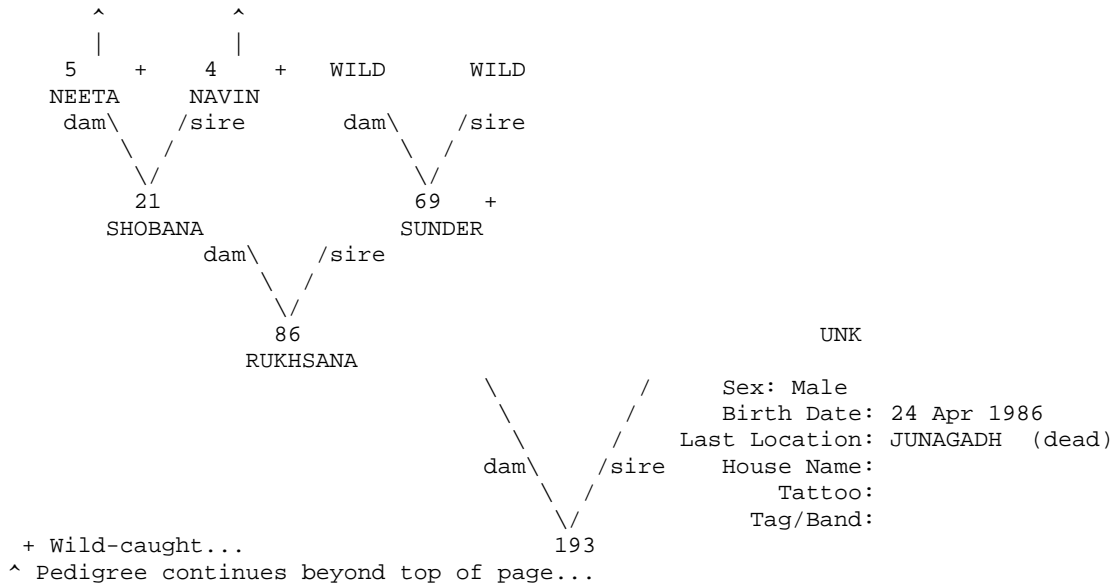 ^ ^
| |
5 + 4 + WILD WILD
NEETA NAVIN
dam\ /sire dam\ /sire
\ / \ /
\/ \/
21 69 +
SHOBANA SUNDER
dam\ /sire
\ /
\/
86 UNK
RUKHSANA
\ / Sex: Male
\ / Birth Date: 24 Apr 1986
\ / Last Location: JUNAGADH (dead)
dam\ /sire House Name:
\ / Tattoo:
\/ Tag/Band:
+ Wild-caught... 193
^ Pedigree continues beyond top of page...